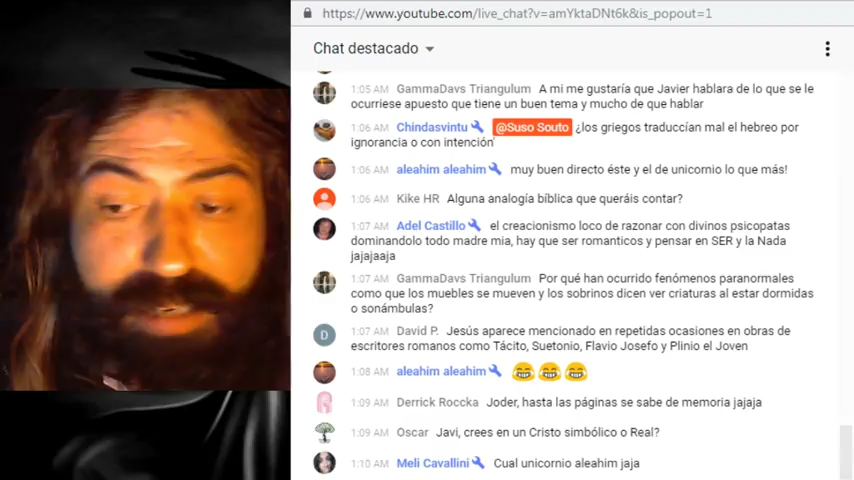 https://www.youtube.com/live_chat?v=amYktaDNt6k&is_popout=1
Chat destacado
1:05 AM GammaDavs Triangulum A mi me gustaría que Javier hablara de lo que se le
ocurriese apuesto que tiene un buen tema y mucho de que hablar
1:06 AM Chindasvintu @Suso Souto ¿los griegos traduccían mal el hebreo por
ignorancia o con intención'
1:06 AM aleahim aleahim muy buen directo éste y el de unicornio lo que más!
1:06 AM Kike HR Alguna analogía bíblica que queráis contar?
1:07 AM Adel Castillo el creacionismo loco de razonar con divinos psicopatas
dominandolo todo madre mia, hay que ser romanticos y pensar en SER y la Nada
jajajaaja
1:07 AM GammaDavs Triangulum Por qué han ocurrido fenómenos paranormales
como que los muebles se mueven y los sobrinos dicen ver criaturas al estar dormidas
o sonámbulas?
D 1:07 AM David P. Jesús aparece mencionado en repetidas ocasiones en obras de
escritores romanos como Tácito, Suetonio, Flavio Josefo y Plinio el Joven
1:08 AM aleahim aleahim 😂 😂 😂
1:09 AM Derrick Roccka Joder, hasta las páginas se sabe de memoria jajaja
1:09 AM Oscar Javi, crees en un Cristo simbólico o Real?
1:10 AM Meli Cavallini Cual unicornio aleahim jaja